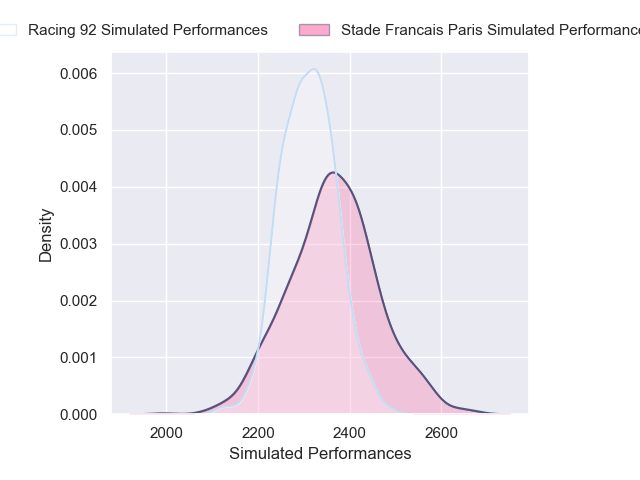 Racing 92 Simulated Performances Stade Francais Paris Simulated Performance
0.006
0.005
0.004
0.003
0.002
0.001
0.000
Density
2000 2200 2400 2600
Simulated Performances